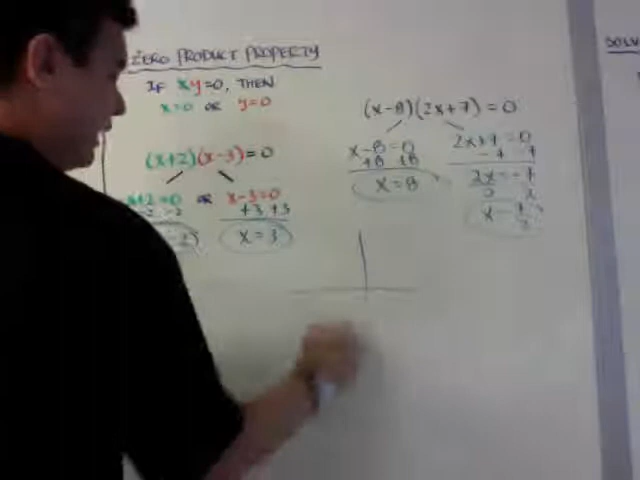 ZERO PRODUCT PROPERTY
IF xy=0, THEN
x=0 OR y=0
(x+2)(x-3)=0
x+2=0 OR x-3=0
-2 -2 +3 +3
x=3
(x-8)(2x+7)=0
x-8=0 2x+7=0
+8 +8 -7 -7
x=8 2x=-7
2 2
2
SOLV